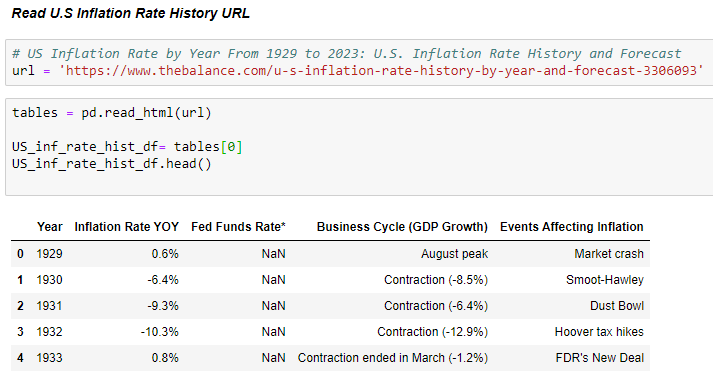 Read U.S Inflation Rate History URL
# US Inflation Rate by Year From 1929 to 2023: U.S. Inflation Rate History and Forecast
url = 'https://www.thebalance.com/u-s-inflation-rate-history-by-year-and-forecast-3306093'
tables = pd.read_html(url)
US_inf_rate_hist_df= tables[0]
US_inf_rate_hist_df.head()
Year Inflation Rate YOY Fed Funds Rate* Business Cycle (GDP Growth) Events Affecting Inflation
0 1929 0.6% NaN August peak Market crash
1 1930 -6.4% NaN Contraction (-8.5%) Smoot-Hawley
2 1931 -9.3% NaN Contraction (-6.4%) Dust Bowl
3 1932 -10.3% NaN Contraction (-12.9%) Hoover tax hikes
4 1933 0.8% NaN Contraction ended in March (-1.2%) FDR's New Deal